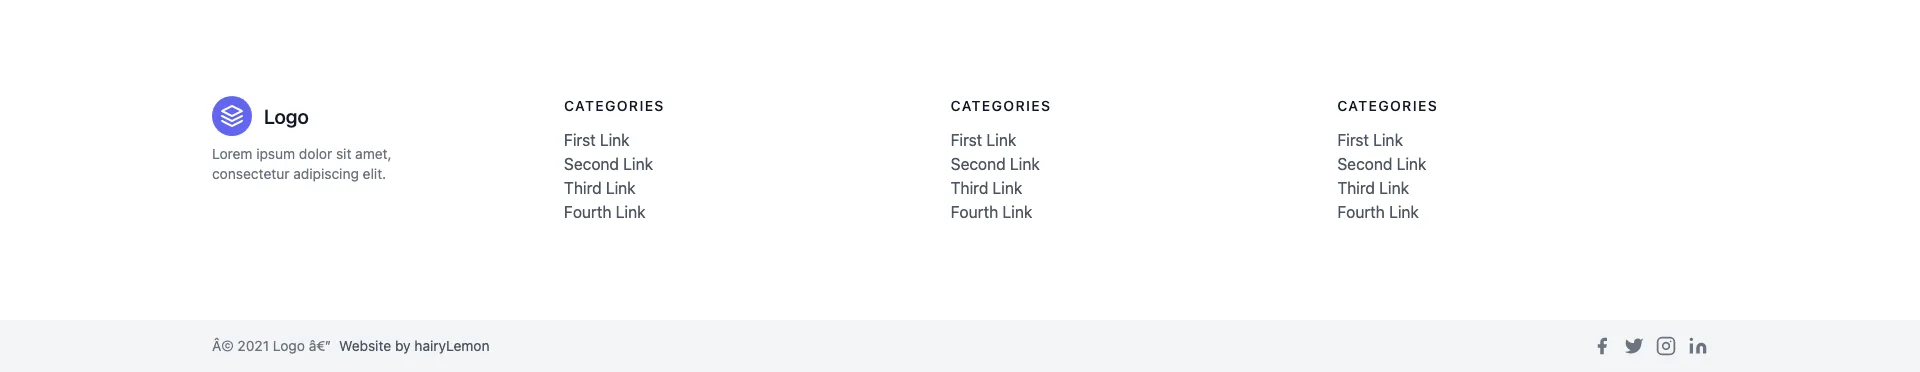 Logo
Lorem ipsum dolor sit amet,
consectetur adipiscing elit.
CATEGORIES
First Link
Second Link
Third Link
Fourth Link
CATEGORIES
First Link
Second Link
Third Link
Fourth Link
CATEGORIES
First Link
Second Link
Third Link
Fourth Link
Â© 2021 Logo â€” Website by hairyLemon